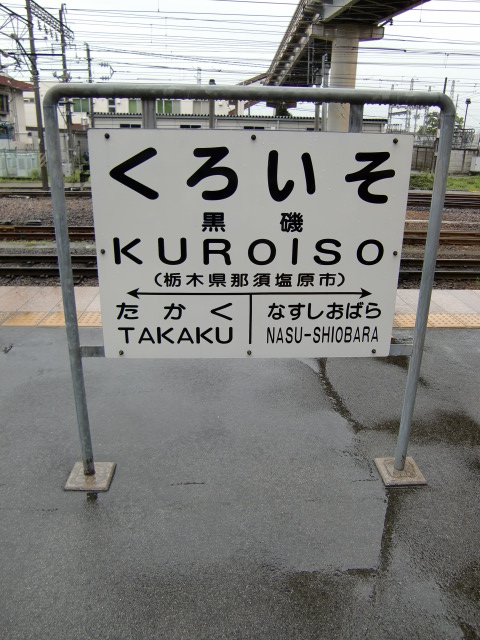 くろいそ
黒磯
KUROISO
(栃木県那須塩原市)
たかく なすしおばら
TAKAKU NASU-SHIOBARA